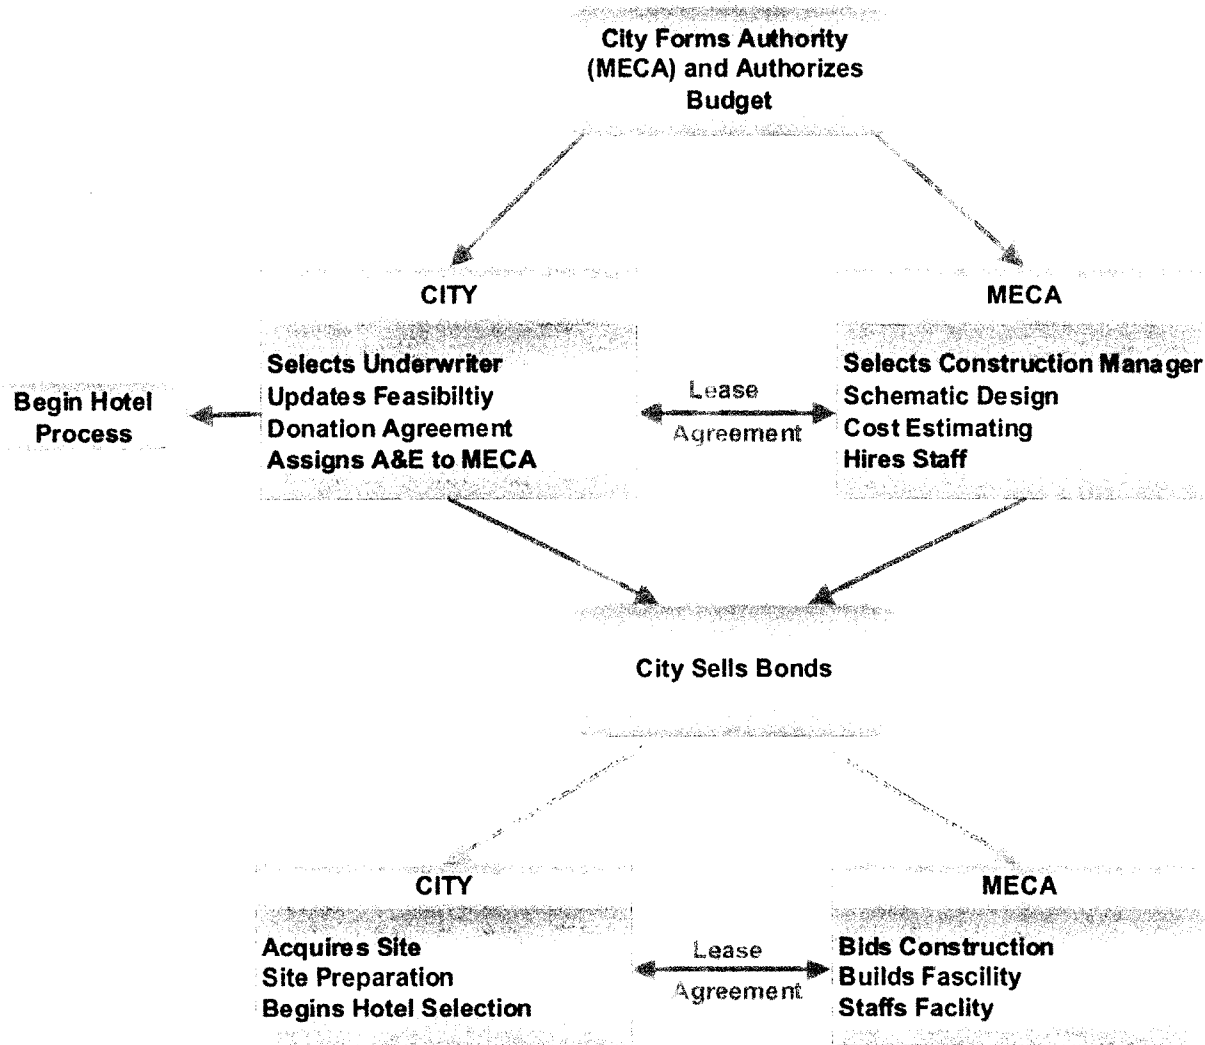 City Forms Authority
(MECA) and Authorizes
Budget
CITY
Selects Underwriter
Updates Feasibiltiy
Donation Agreement
Assigns A&E to MECA
Begin Hotel
Process
Lease
Agreement
MECA
Selects Construction Manager
Schematic Design
Cost Estimating
Hires Staff
City Sells Bonds
CITY
Acquires Site
Site Preparation
Begins Hotel Selection
Lease
Agreement
MECA
Bids Construction
Builds Fascility
Staffs Faclity